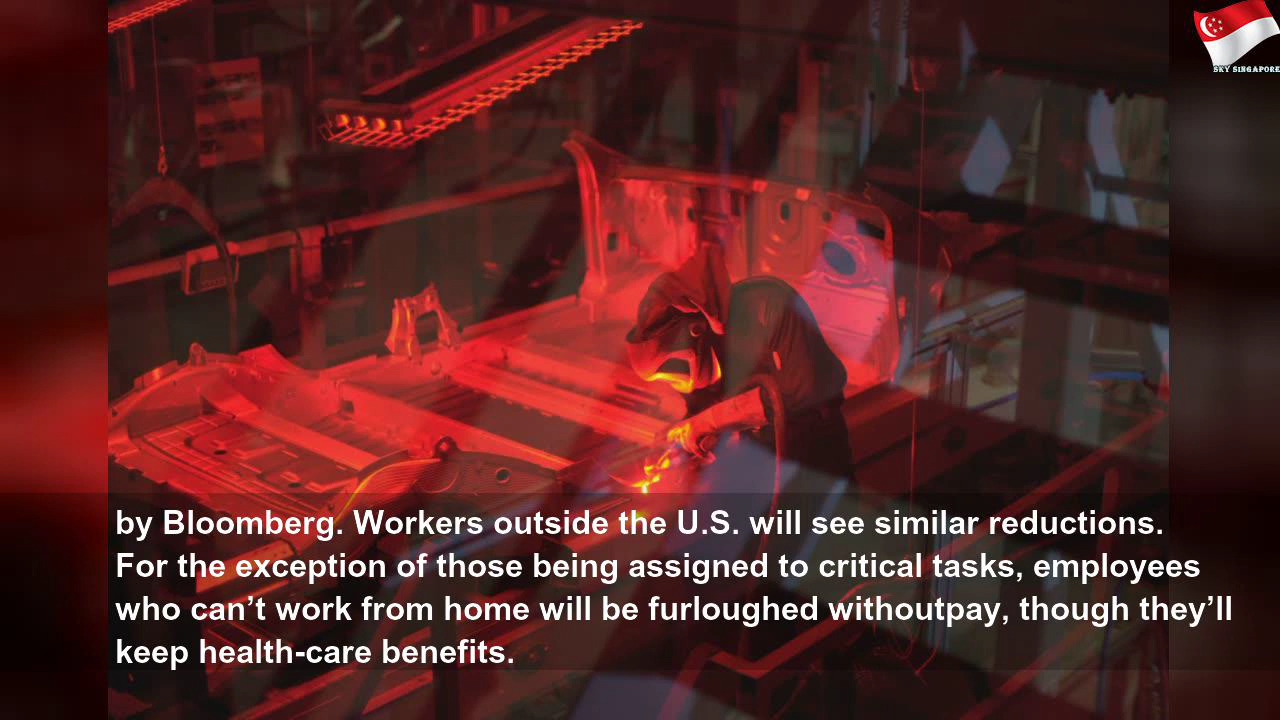 SKY SINGAPORE
by Bloomberg. Workers outside the U.S. will see similar reductions.
For the exception of those being assigned to critical tasks, employees
who can’t work from home will be furloughed withoutpay, though they’ll
keep health-care benefits.